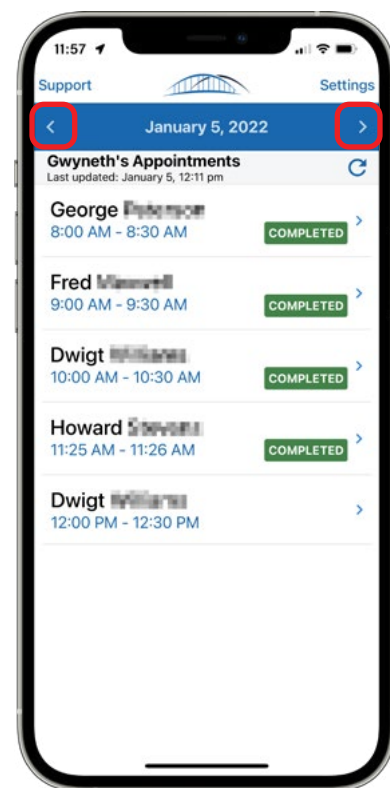 11:57
Support Settings
< January 5, 2022 >
Gwyneth's Appointments
Last updated: January 5, 12:11 pm
George
8:00 AM – 8:30 AM COMPLETED >
Fred
9:00 AM – 9:30 AM COMPLETED >
Dwigt
10:00 AM – 10:30 AM COMPLETED >
Howard
11:25 AM – 11:26 AM COMPLETED >
Dwigt
12:00 PM – 12:30 PM >